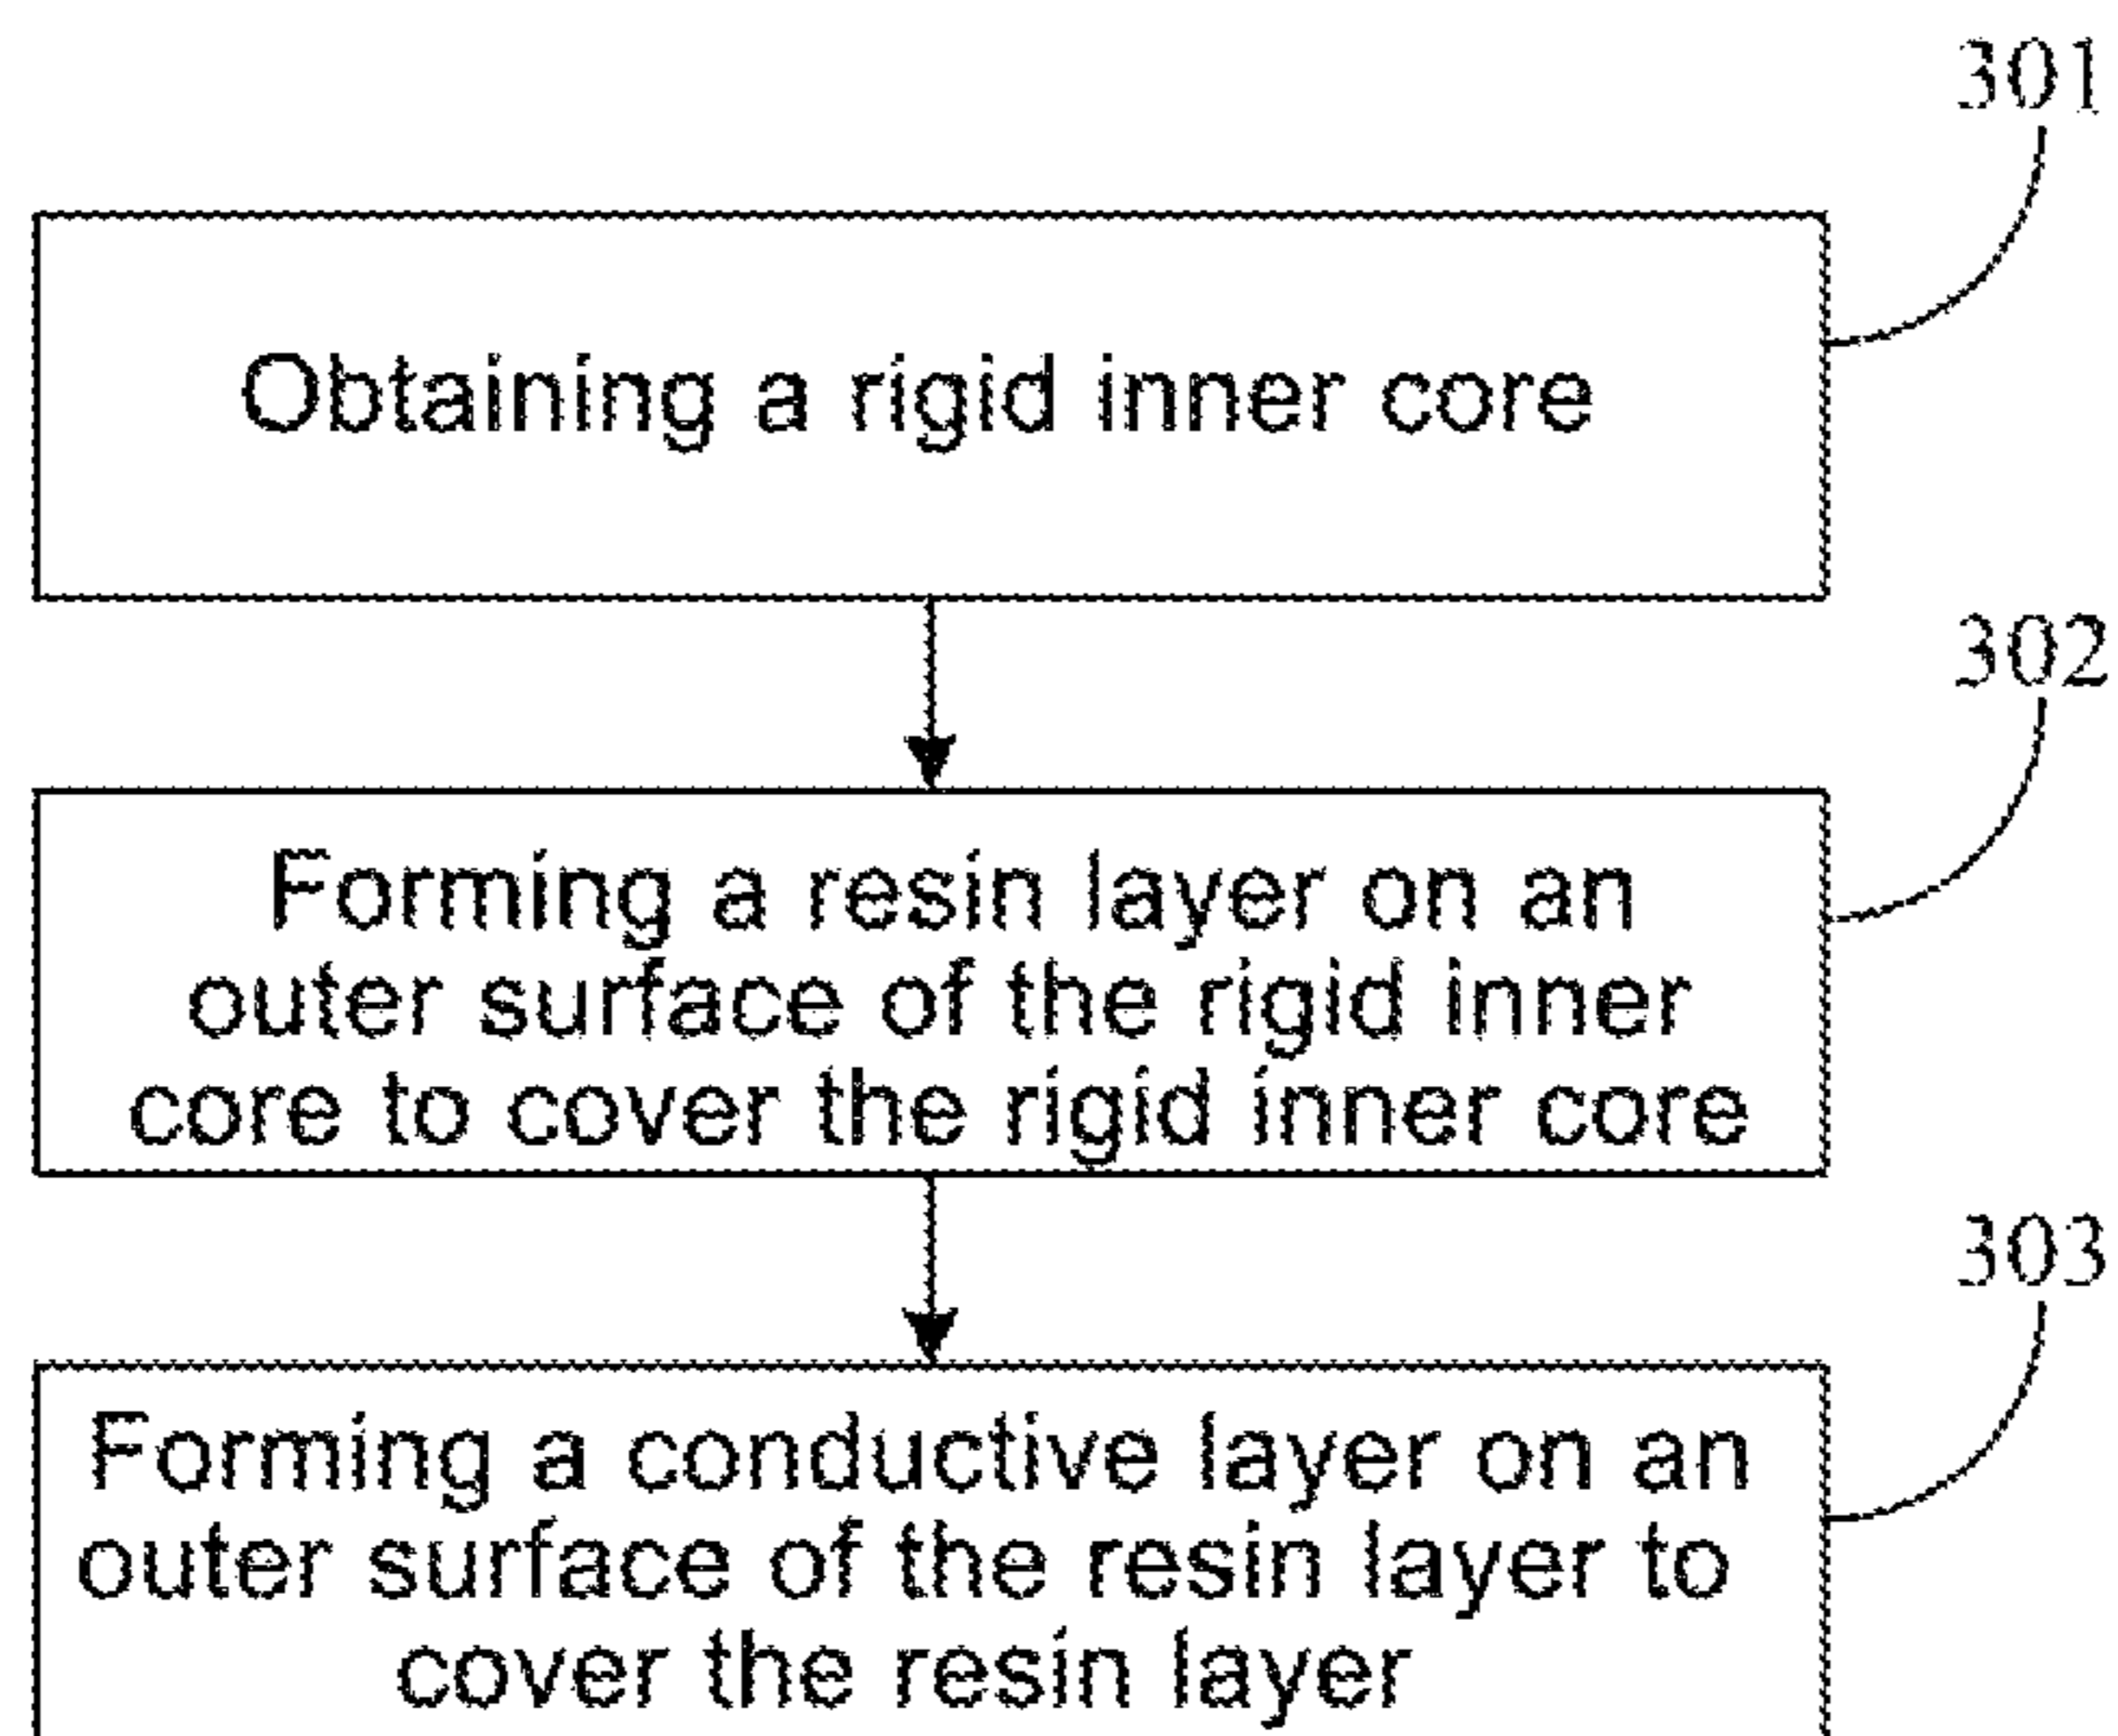 301
Obtaining a rigid inner core
302
Forming a resin layer on an
outer surface of the rigid inner
core to cover the rigid inner core
303
Forming a conductive layer on an
outer surface of the resin layer to
cover the resin layer